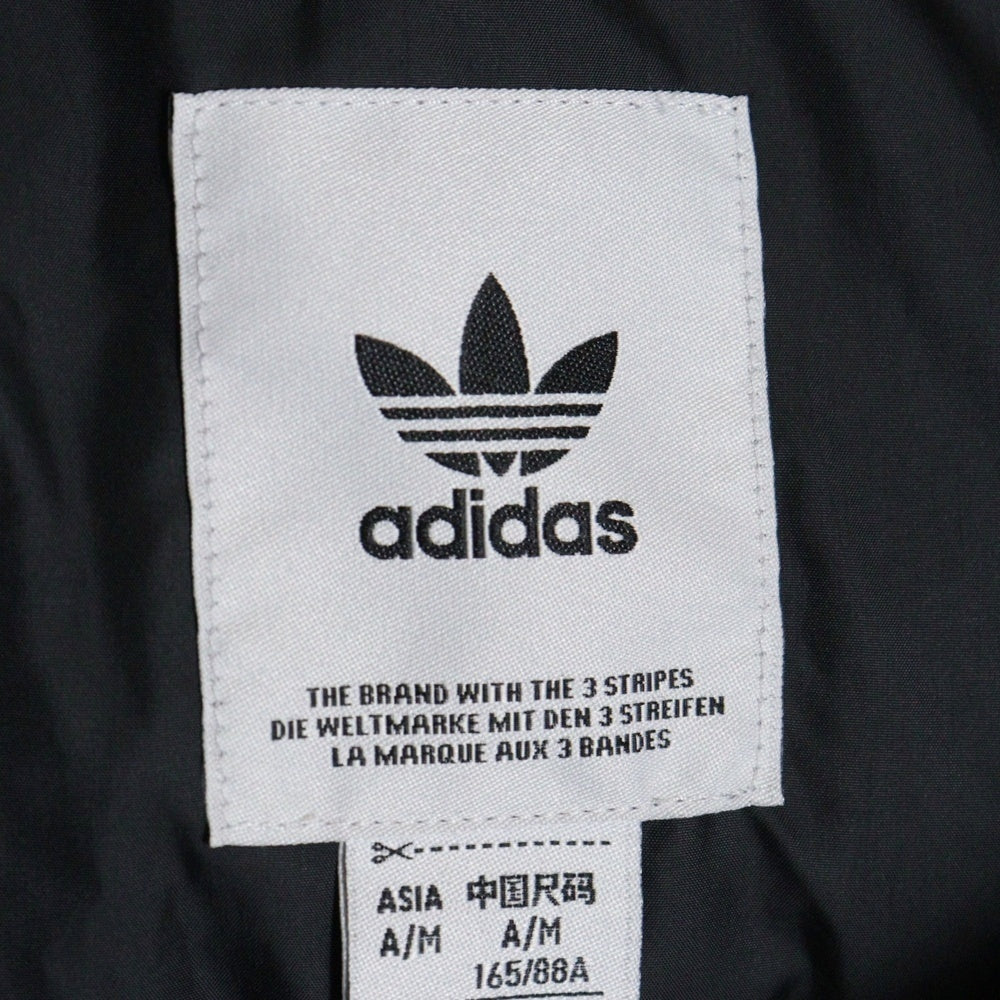 adidas
THE BRAND WITH THE 3 STRIPES
DIE WELTMARKE MIT DEN 3 STREIFEN
LA MARQUE AUX 3 BANDES
ASIA 中国尺码
A/M A/M
165/88A